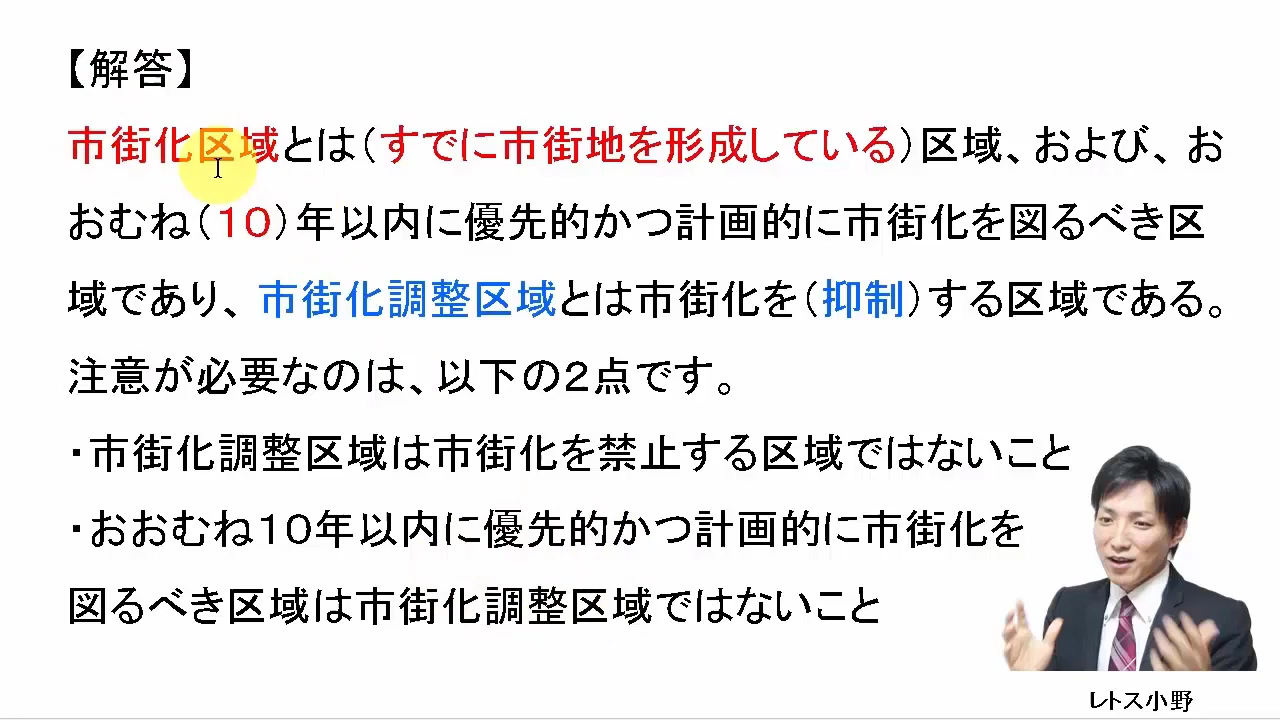 【解答】
市街化区域とは（すでに市街地を形成している）区域、および、お
おむね（１０）年以内に優先的かつ計画的に市街化を図るべき区
域であり、市街化調整区域とは市街化を（抑制）する区域である。
注意が必要なのは、以下の２点です。
・市街化調整区域は市街化を禁止する区域ではないこと
・おおむね１０年以内に優先的かつ計画的に市街化を
図るべき区域は市街化調整区域ではないこと
レトス小野